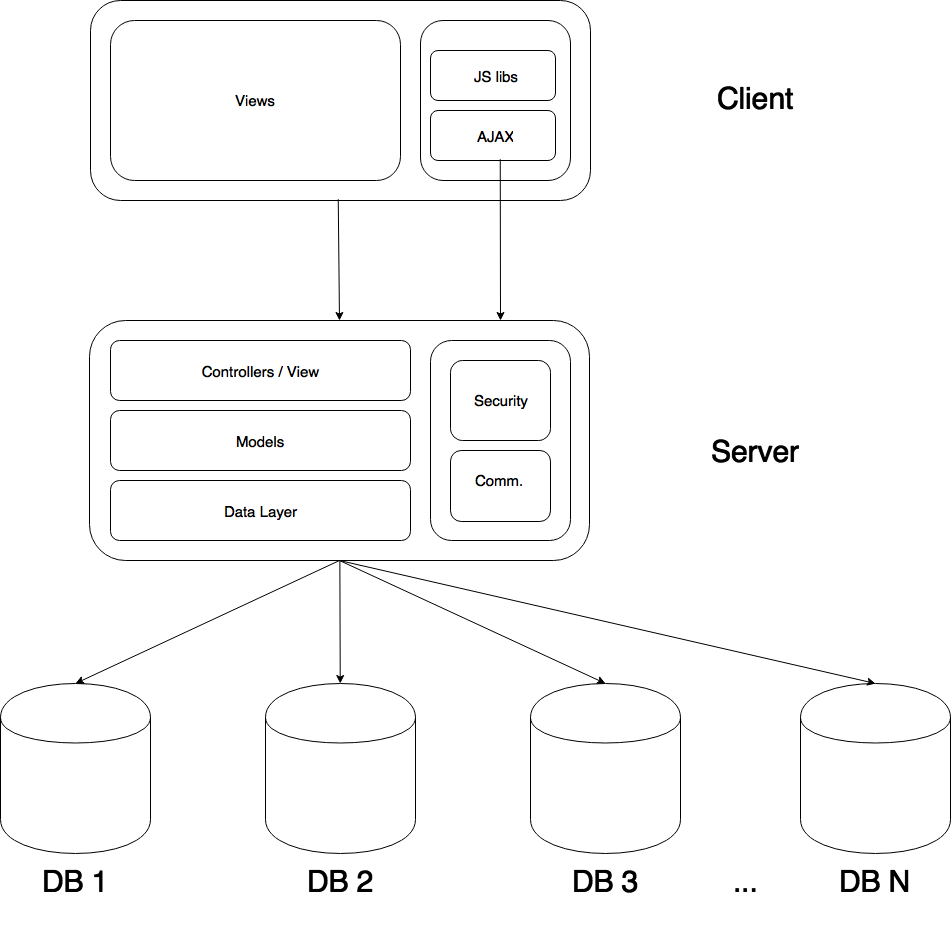 Views
JS libs
AJAX
Client
Controllers / View
Models
Data Layer
Security
Comm.
Server
DB 1
DB 2
DB 3
...
DB N